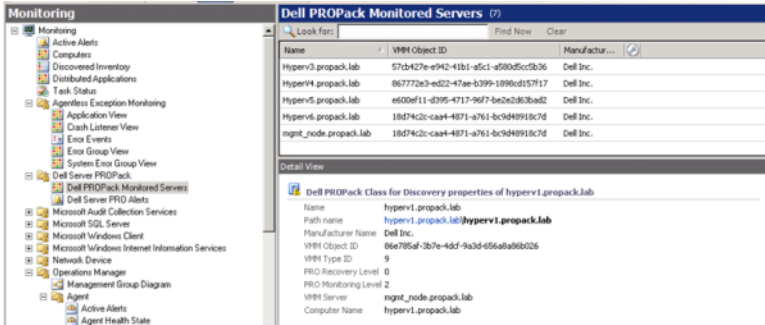 Monitoring
Monitoring
Active Alerts
Computers
Discovered Inventory
Distributed Applications
Task Status
Agentless Exception Monitoring
Application View
Crash Listener View
Error Events
Error Group View
System Error Group View
Dell Server PROPack
Dell PROPack Monitored Servers
Dell Server PRO Alerts
Microsoft Audit Collection Services
Microsoft SQL Server
Microsoft Windows Client
Microsoft Windows Internet Information Services
Network Device
Operations Manager
Management Group Diagram
Agent
Active Alerts
Agent Health State
Dell PROPack Monitored Servers (7)
Look for: Find Now Clear
Name VMM Object ID Manufactur...
Hyperv3.propack.lab 57cb427e-e942-41b1-a5c1-a580d5cc5b36 Dell Inc.
HyperV4.propack.lab 867772e3-ed22-47ae-b399-1898cd157f17 Dell Inc.
Hyperv5.propack.lab e600ef11-d395-4717-96f7-be2e2d63bad2 Dell Inc.
Hyperv6.propack.lab 18d74c2c-caa4-4871-a761-bc9d48918c7d Dell Inc.
mgmt_node.propack.lab 18d74c2c-caa4-4871-a761-bc9d48918c7d Dell Inc.
Detail View
Dell PROPack Class for Discovery properties of hyperv1.propack.lab
Name hyperv1.propack.lab
Path name hyperv1.propack.lab\hyperv1.propack.lab
Manufacturer Name Dell Inc.
VMM Object ID 86e785af-3b7e-4dcf-9a3d-656a8a86b026
VMM Type ID 9
PRO Recovery Level 0
PRO Monitoring Level 2
VMM Server mgmt_node.propack.lab
Computer Name hyperv1.propack.lab